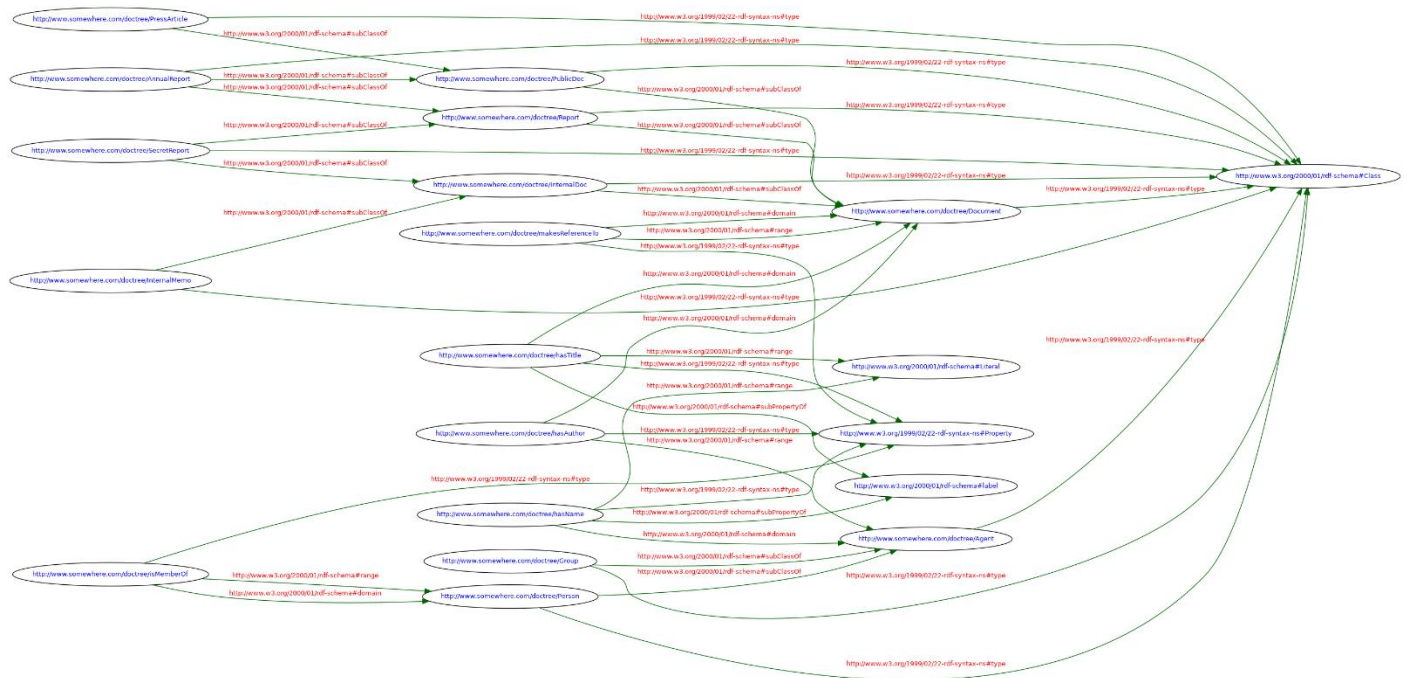 http://www.somewhere.com/doctree/PressArticle
http://www.w3.org/1999/02/22-rdf-syntax-ns#type
http://www.w3.org/2000/01/rdf-schema#subClassOf
http://www.w3.org/1999/02/22-rdf-syntax-ns#type
http://www.w3.org/1999/02/22-rdf-syntax-ns#type
http://www.somewhere.com/doctree/AnnualReport
http://www.w3.org/2000/01/rdf-schema#subClassOf
http://www.somewhere.com/doctree/PublicDoc
http://www.w3.org/2000/01/rdf-schema#subClassOf
http://www.w3.org/2000/01/rdf-schema#subClassOf
http://www.w3.org/1999/02/22-rdf-syntax-ns#type
http://www.somewhere.com/doctree/Report
http://www.w3.org/2000/01/rdf-schema#subClassOf
http://www.w3.org/2000/01/rdf-schema#subClassOf
http://www.somewhere.com/doctree/SecretReport
http://www.w3.org/1999/02/22-rdf-syntax-ns#type
http://www.w3.org/2000/01/rdf-schema#subClassOf
http://www.w3.org/1999/02/22-rdf-syntax-ns#type
http://www.w3.org/2000/01/rdf-schema#Class
http://www.somewhere.com/doctree/InternalDoc
http://www.w3.org/2000/01/rdf-schema#subClassOf
http://www.w3.org/1999/02/22-rdf-syntax-ns#type
http://www.w3.org/2000/01/rdf-schema#subClassOf
http://www.w3.org/2000/01/rdf-schema#domain
http://www.somewhere.com/doctree/Document
http://www.somewhere.com/doctree/makesReferenceTo
http://www.w3.org/2000/01/rdf-schema#range
http://www.w3.org/1999/02/22-rdf-syntax-ns#type
http://www.w3.org/2000/01/rdf-schema#domain
http://www.somewhere.com/doctree/InternalMemo
http://www.w3.org/1999/02/22-rdf-syntax-ns#type
http://www.w3.org/2000/01/rdf-schema#domain
http://www.w3.org/1999/02/22-rdf-syntax-ns#type
http://www.somewhere.com/doctree/hasTitle
http://www.w3.org/2000/01/rdf-schema#range
http://www.w3.org/1999/02/22-rdf-syntax-ns#type
http://www.w3.org/2000/01/rdf-schema#Literal
http://www.w3.org/2000/01/rdf-schema#range
http://www.w3.org/2000/01/rdf-schema#subPropertyOf
http://www.somewhere.com/doctree/hasAuthor
http://www.w3.org/1999/02/22-rdf-syntax-ns#type
http://www.w3.org/1999/02/22-rdf-syntax-ns#Property
http://www.w3.org/2000/01/rdf-schema#range
http://www.w3.org/1999/02/22-rdf-syntax-ns#type
http://www.w3.org/1999/02/22-rdf-syntax-ns#type
http://www.w3.org/2000/01/rdf-schema#label
http://www.somewhere.com/doctree/hasName
http://www.w3.org/2000/01/rdf-schema#subPropertyOf
http://www.w3.org/2000/01/rdf-schema#domain
http://www.somewhere.com/doctree/Agent
http://www.somewhere.com/doctree/Group
http://www.w3.org/2000/01/rdf-schema#subClassOf
http://www.w3.org/2000/01/rdf-schema#subClassOf
http://www.somewhere.com/doctree/IsMemberOf
http://www.w3.org/2000/01/rdf-schema#range
http://www.w3.org/1999/02/22-rdf-syntax-ns#type
http://www.w3.org/2000/01/rdf-schema#domain
http://www.somewhere.com/doctree/Person
http://www.w3.org/1999/02/22-rdf-syntax-ns#type